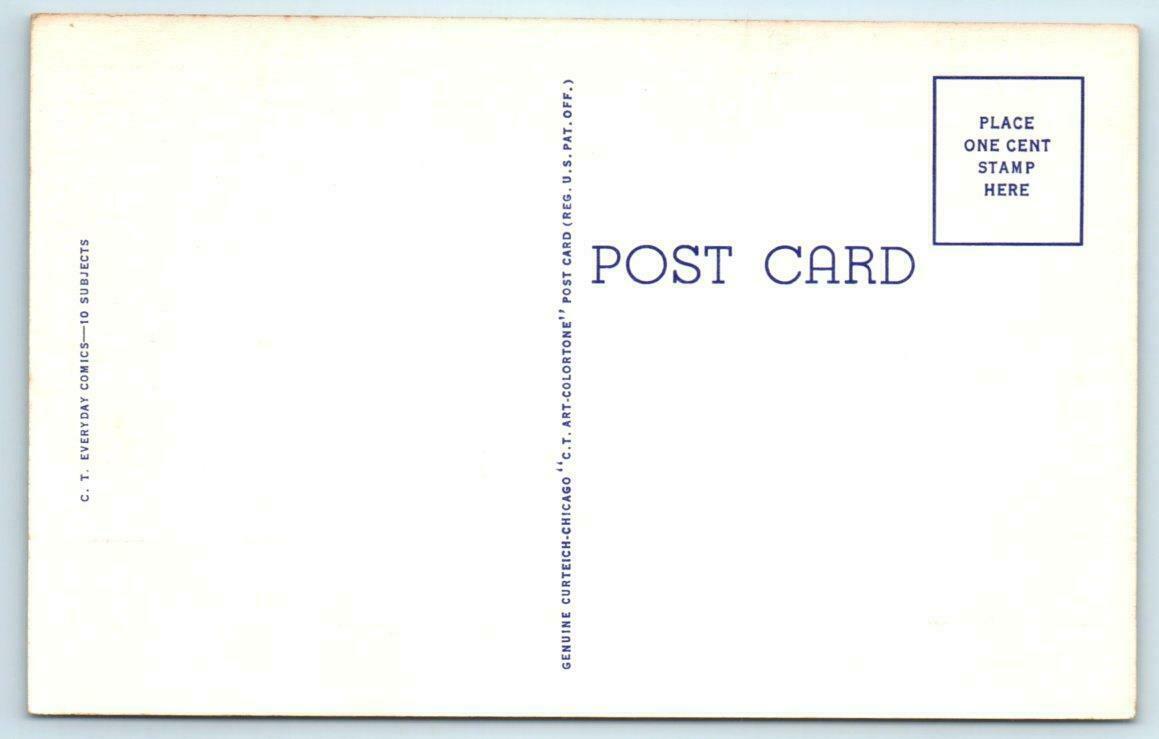 C. T. EVERYDAY COMICS—10 SUBJECTS
GENUINE CURTEICH-CHICAGO "C.T. ART-COLORTONE" POST CARD (REG. U.S. PAT. OFF.)
POST CARD
PLACE
ONE CENT
STAMP
HERE